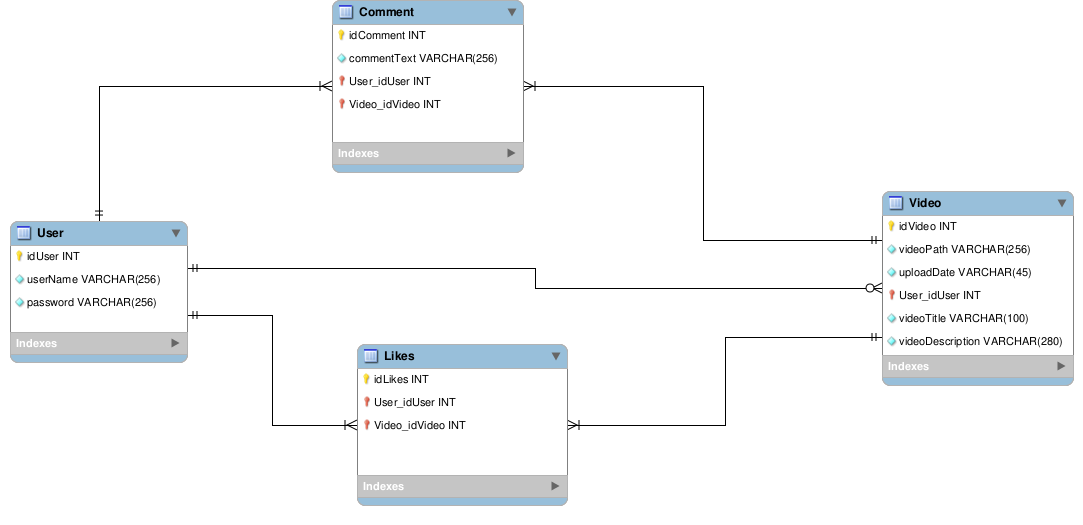 Comment
idComment INT
commentText VARCHAR(256)
User_idUser INT
Video_idVideo INT
Indexes
User
idUser INT
userName VARCHAR(256)
password VARCHAR(256)
Indexes
Video
idVideo INT
videoPath VARCHAR(256)
uploadDate VARCHAR(45)
User_idUser INT
videoTitle VARCHAR(100)
videoDescription VARCHAR(280)
Indexes
Likes
idLikes INT
User_idUser INT
Video_idVideo INT
Indexes